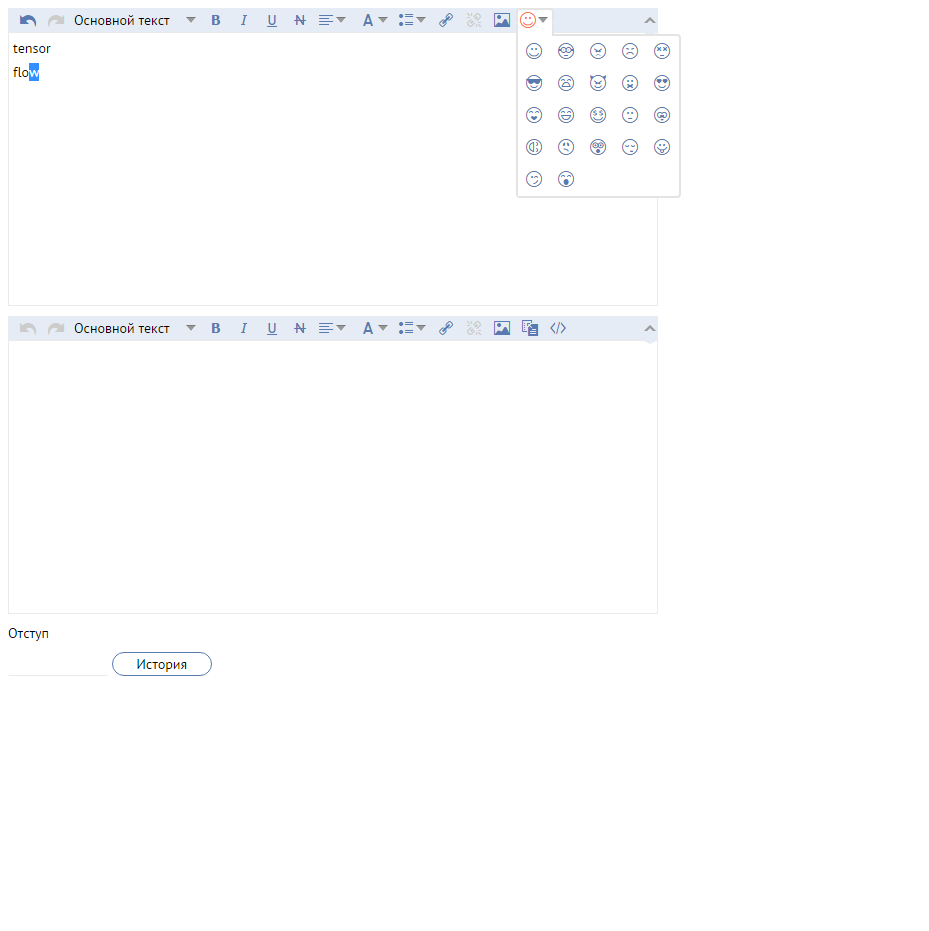 Основной текст B I U N A
tensor
flow
Основной текст B I U N A </>
Отступ
История